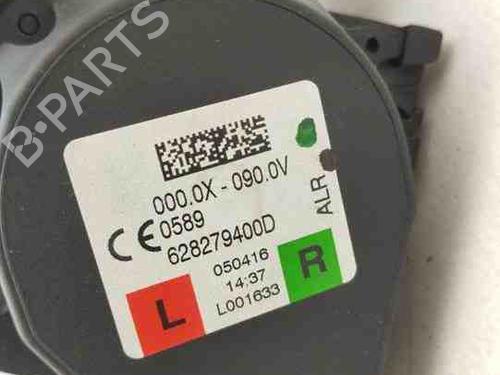 B-PARTS
000.0X - 090.0V
CE 0589
628279400D
ALR
050416
14:37
L001633
L
R